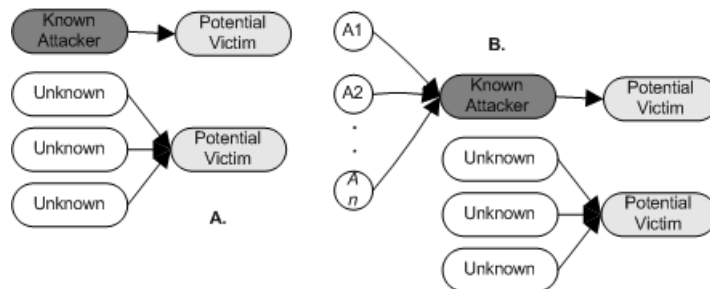 Known
Attacker
Potential
Victim
Unknown
Unknown
Unknown
Potential
Victim
A.
B.
A1
A2
A
n
Known
Attacker
Potential
Victim
Unknown
Unknown
Unknown
Potential
Victim